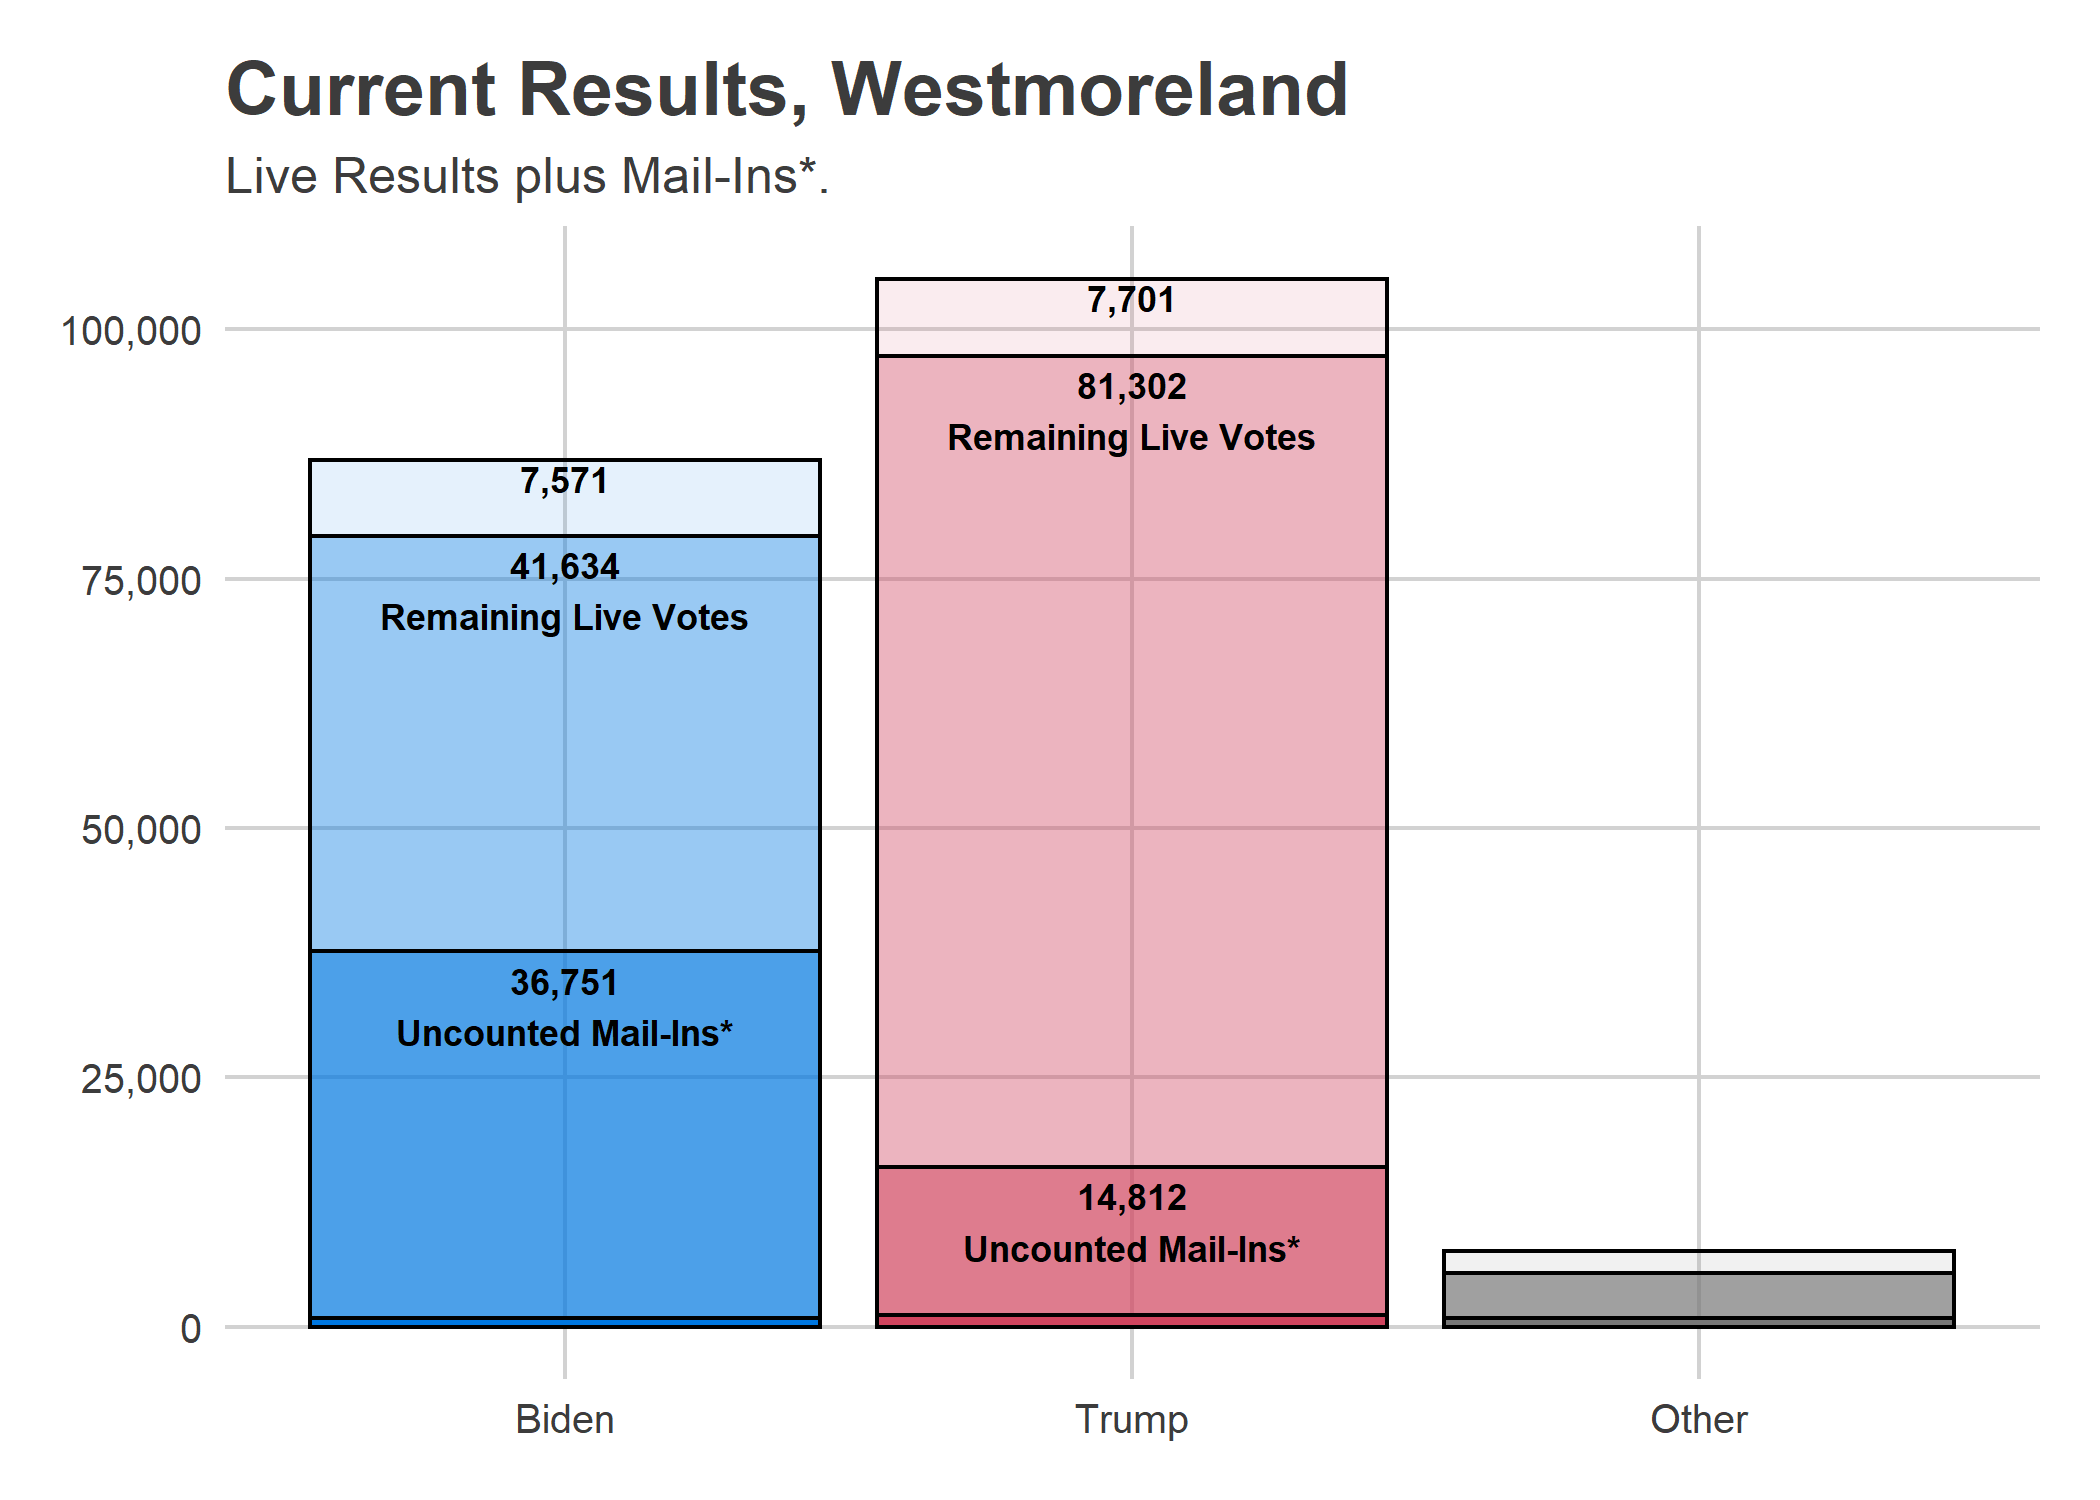 Current Results, Westmoreland
Live Results plus Mail-Ins*.
100,000
75,000
50,000
25,000
0
7,571
41,634
Remaining Live Votes
36,751
Uncounted Mail-Ins*
7,701
81,302
Remaining Live Votes
14,812
Uncounted Mail-Ins*
Biden
Trump
Other